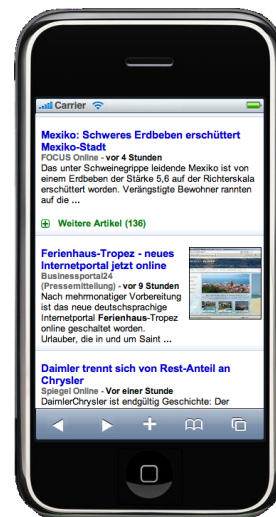 Carrier
Mexiko: Schweres Erdbeben erschüttert
Mexiko-Stadt
FOCUS Online - vor 4 Stunden
Das unter Schweinegrippe leidende Mexiko ist von
einem Erdbeben der Stärke 5,6 auf der Richterskala
erschüttert worden. Verängstigte Bewohner rannten
auf die ...
Weitere Artikel (136)
Ferienhaus-Tropez - neues
Internetportal jetzt online
Businessportal24
(Pressemitteilung) - vor 9 Stunden
Nach mehrmonatiger Vorbereitung
ist das neue deutschsprachige
Internetportal Ferienhaus-Tropez
online geschaltet worden.
Urlauber, die in und um Saint ...
Daimler trennt sich von Rest-Anteil an
Chrysler
Spiegel Online - Vor einer Stunde
DaimlerChrysler ist endgültig Geschichte: Der